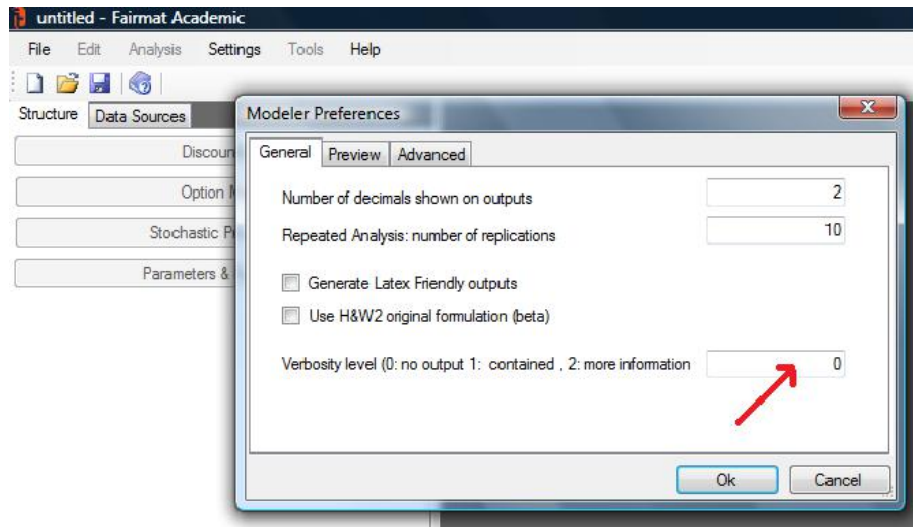 untitled - Fairmat Academic
File Edit Analysis Settings Tools Help
Structure Data Sources
Modeler Preferences
Discoun
General Preview Advanced
Option
Number of decimals shown on outputs 2
Stochastic
Repeated Analysis: number of replications 10
Parameters &
Generate Latex Friendly outputs
Use H&W2 original formulation (beta)
Verbosity level (0: no output 1: contained , 2: more information 0
Ok Cancel